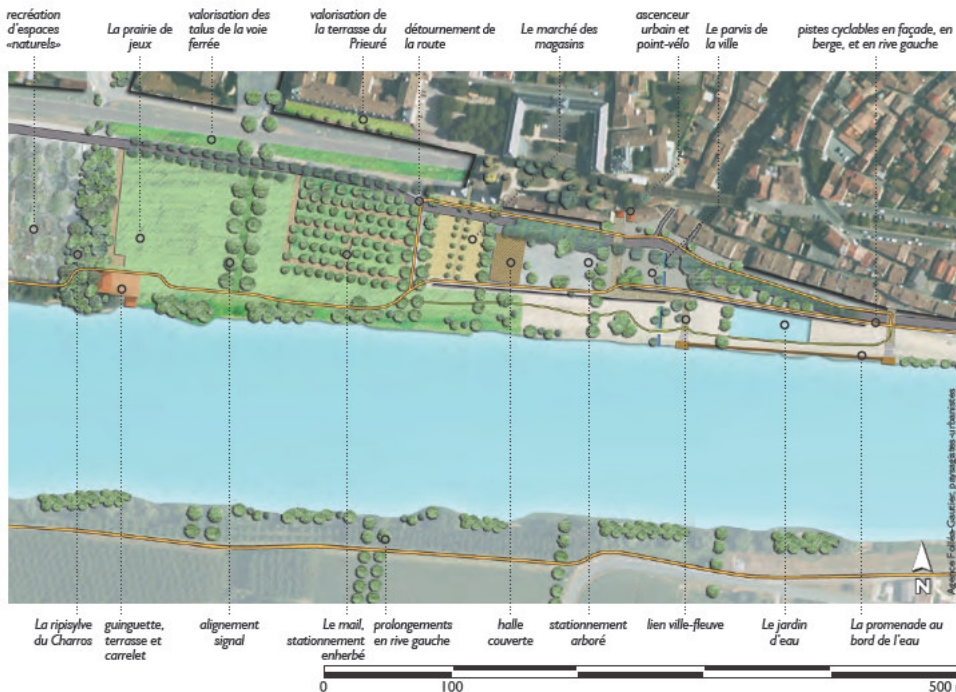 recréation
d'espaces
«naturels»
La prairie de
jeux
valorisation des
talus de la voie
ferrée
valorisation de
la terrasse du
Prieuré
détournement de
la route
Le marché des
magasins
ascenceur
urbain et
point-vélo
Le parvis de
la ville
pistes cyclables en façade, en
berge, et en rive gauche
Agence Folléa-Gautier, paysagistes-urbanistes
N
La ripisylve
du Charros
guinguette,
terrasse et
carrelet
alignement
signal
Le mail,
stationnement
enherbé
prolongements
en rive gauche
halle
couverte
stationnement
arboré
lien ville-fleuve
Le jardin
d'eau
La promenade au
bord de l'eau
0 100 500